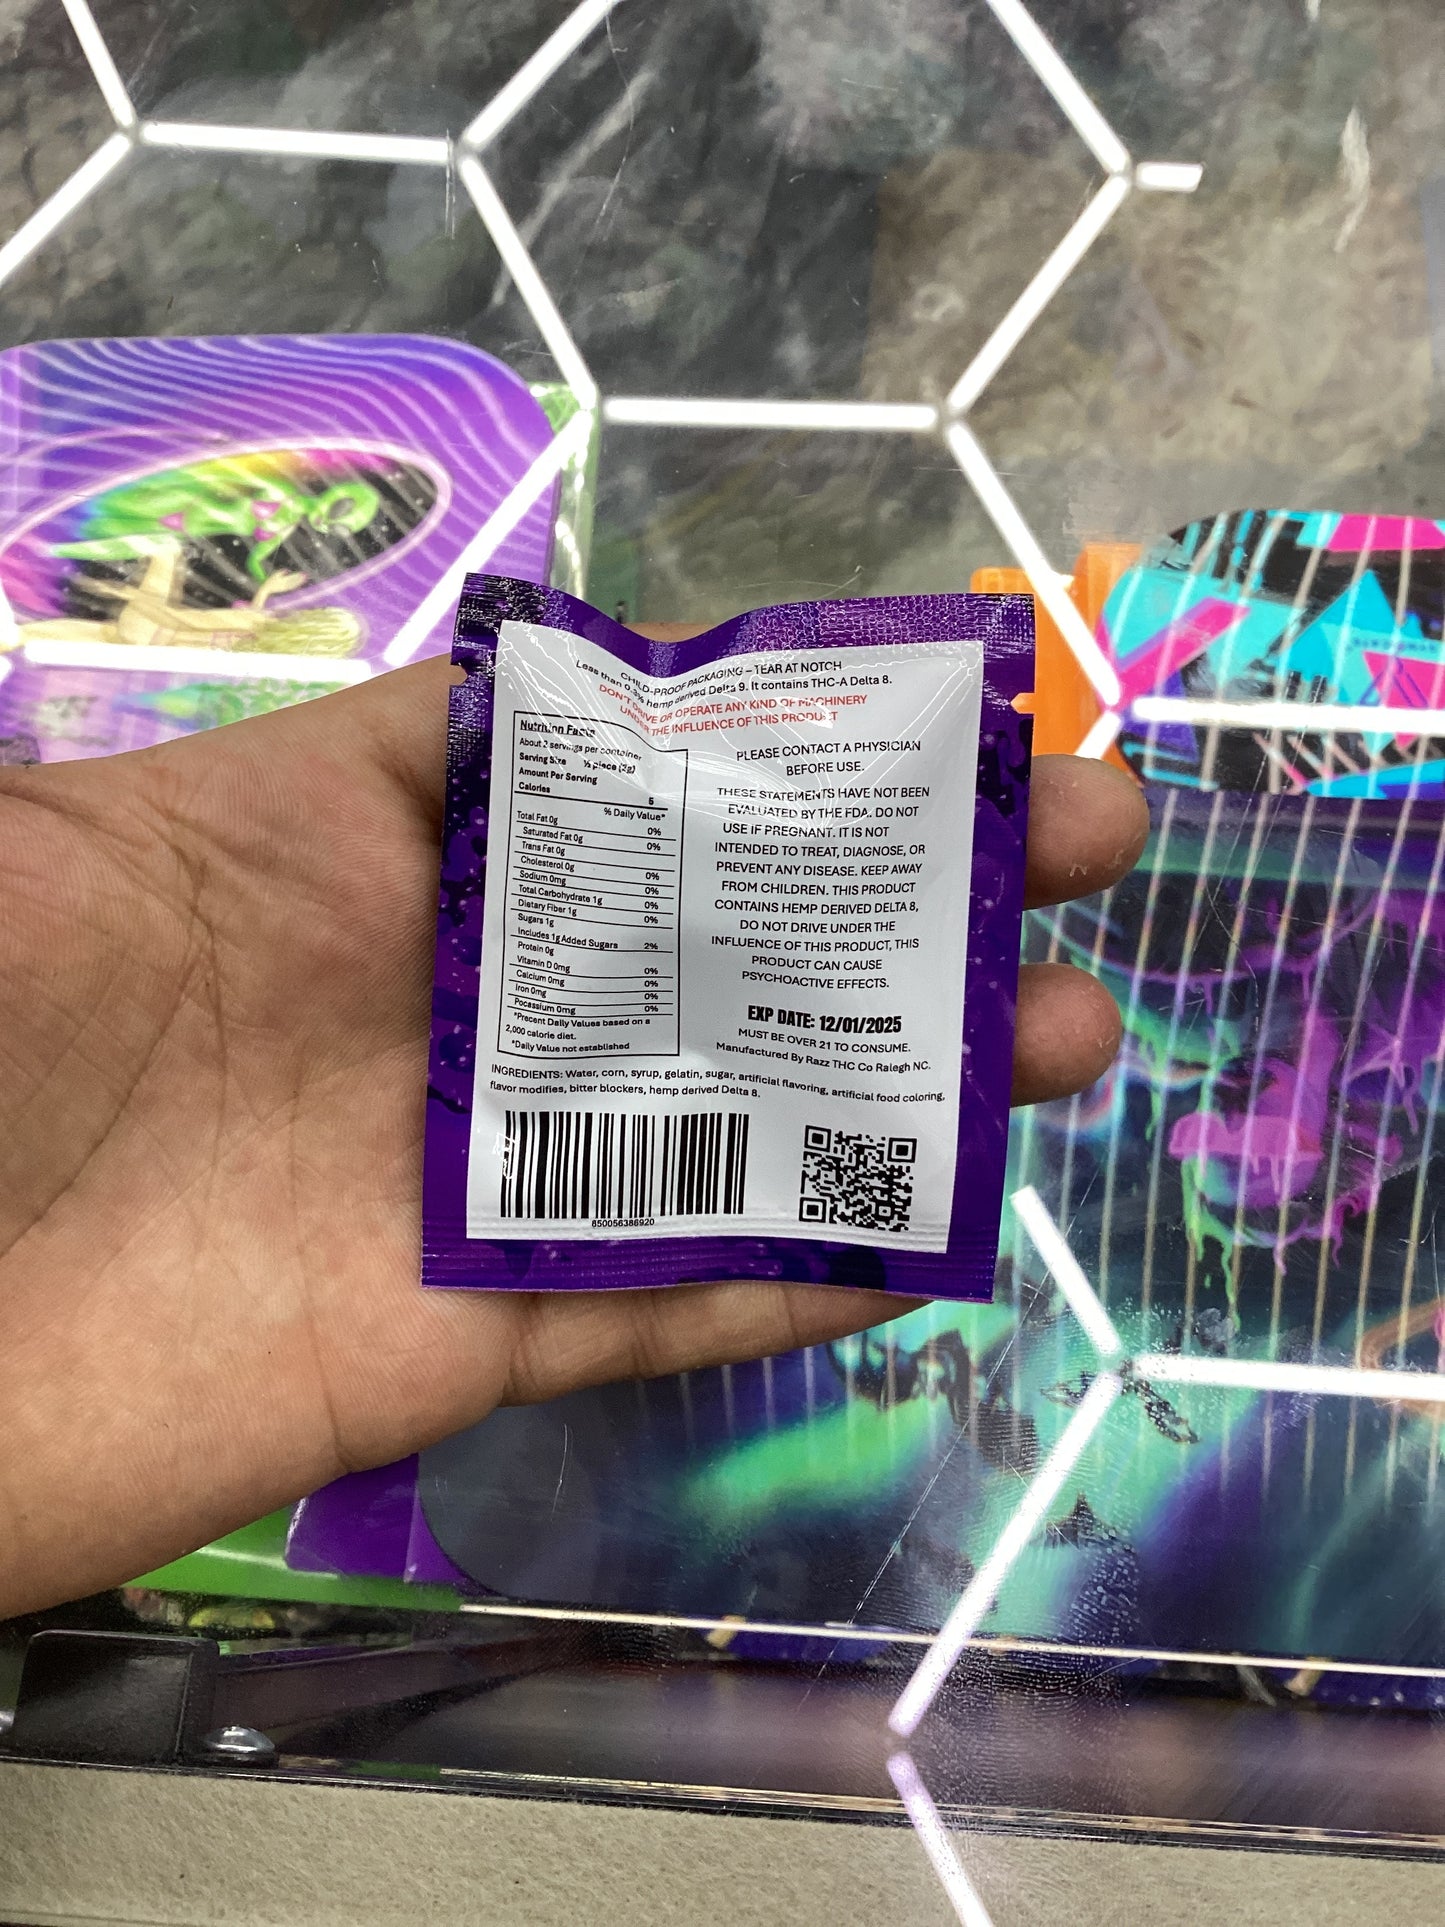 CHILD-PROOF PACKAGING – TEAR AT NOTCH
Less than 0.3% hemp derived Delta 9. It contains THC-A Delta 8.
DON'T DRIVE OR OPERATE ANY KIND OF MACHINERY
UNDER THE INFLUENCE OF THIS PRODUCT
Nutrition Facts
About 2 servings per container
Serving Size ½ piece (2g)
Amount Per Serving
Calories 5
% Daily Value*
Total Fat 0g 0%
Saturated Fat 0g 0%
Trans Fat 0g
Cholesterol 0g 0%
Sodium 0mg 0%
Total Carbohydrate 1g 0%
Dietary Fiber 1g
Sugars 1g
Includes 1g Added Sugars 2%
Protein 0g
Vitamin D 0mg 0%
Calcium 0mg 0%
Iron 0mg 0%
Pocassium 0mg 0%
*Precent Daily Values based on a
2,000 calorie diet.
*Daily Value not established
PLEASE CONTACT A PHYSICIAN
BEFORE USE.
THESE STATEMENTS HAVE NOT BEEN
EVALUATED BY THE FDA. DO NOT
USE IF PREGNANT. IT IS NOT
INTENDED TO TREAT, DIAGNOSE, OR
PREVENT ANY DISEASE. KEEP AWAY
FROM CHILDREN. THIS PRODUCT
CONTAINS HEMP DERIVED DELTA 8,
DO NOT DRIVE UNDER THE
INFLUENCE OF THIS PRODUCT, THIS
PRODUCT CAN CAUSE
PSYCHOACTIVE EFFECTS.
EXP DATE: 12/01/2025
MUST BE OVER 21 TO CONSUME.
Manufactured By Razz THC Co Ralegh NC.
INGREDIENTS: Water, corn, syrup, gelatin, sugar, artificial flavoring, artificial food coloring,
flavor modifies, bitter blockers, hemp derived Delta 8.
850056386920